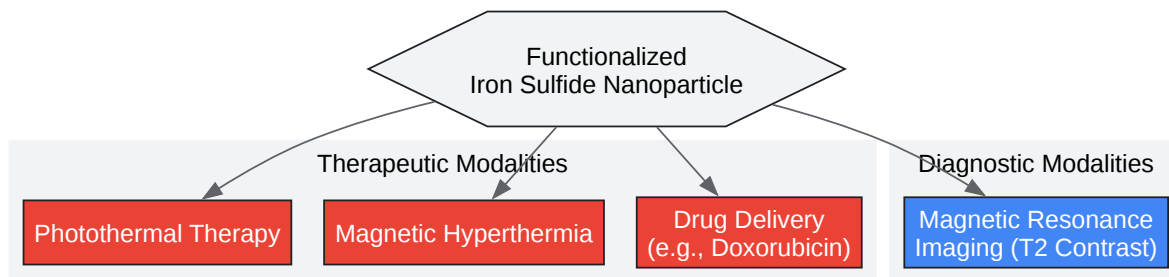 Functionalized
Iron Sulfide Nanoparticle
Therapeutic Modalities
Diagnostic Modalities
Photothermal Therapy
Magnetic Hyperthermia
Drug Delivery
(e.g., Doxorubicin)
Magnetic Resonance
Imaging (T2 Contrast)